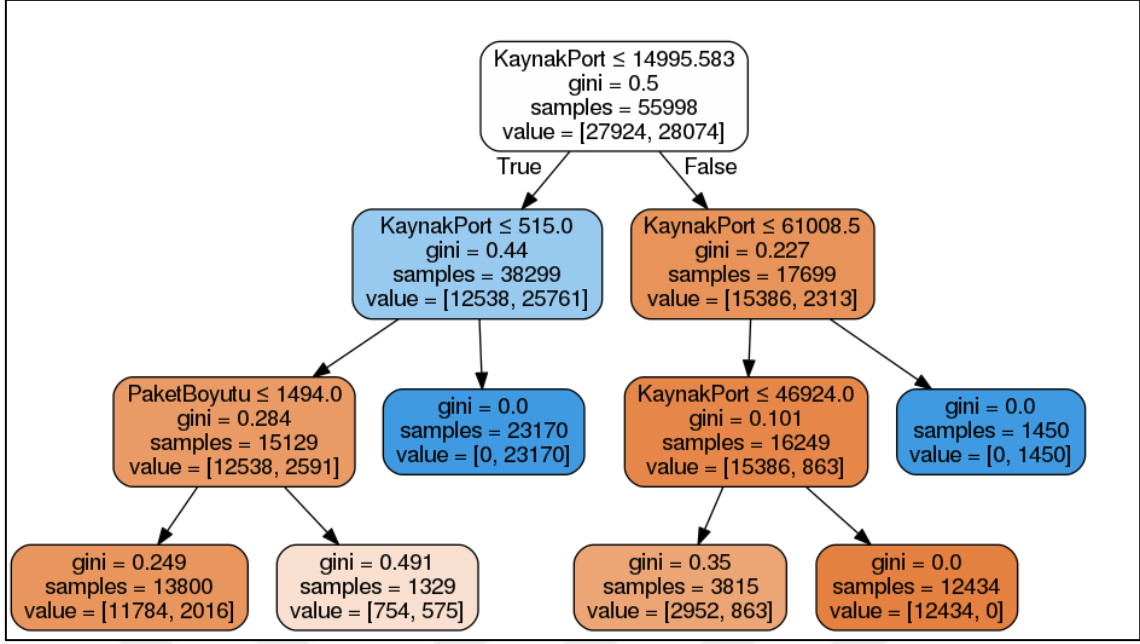 KaynakPort ≤ 14995.583
gini = 0.5
samples = 55998
value = [27924, 28074]
True
False
KaynakPort ≤ 515.0
gini = 0.44
samples = 38299
value = [12538, 25761]
KaynakPort ≤ 61008.5
gini = 0.227
samples = 17699
value = [15386, 2313]
PaketBoyutu ≤ 1494.0
gini = 0.284
samples = 15129
value = [12538, 2591]
gini = 0.0
samples = 23170
value = [0, 23170]
KaynakPort ≤ 46924.0
gini = 0.101
samples = 16249
value = [15386, 863]
gini = 0.0
samples = 1450
value = [0, 1450]
gini = 0.249
samples = 13800
value = [11784, 2016]
gini = 0.491
samples = 1329
value = [754, 575]
gini = 0.35
samples = 3815
value = [2952, 863]
gini = 0.0
samples = 12434
value = [12434, 0]